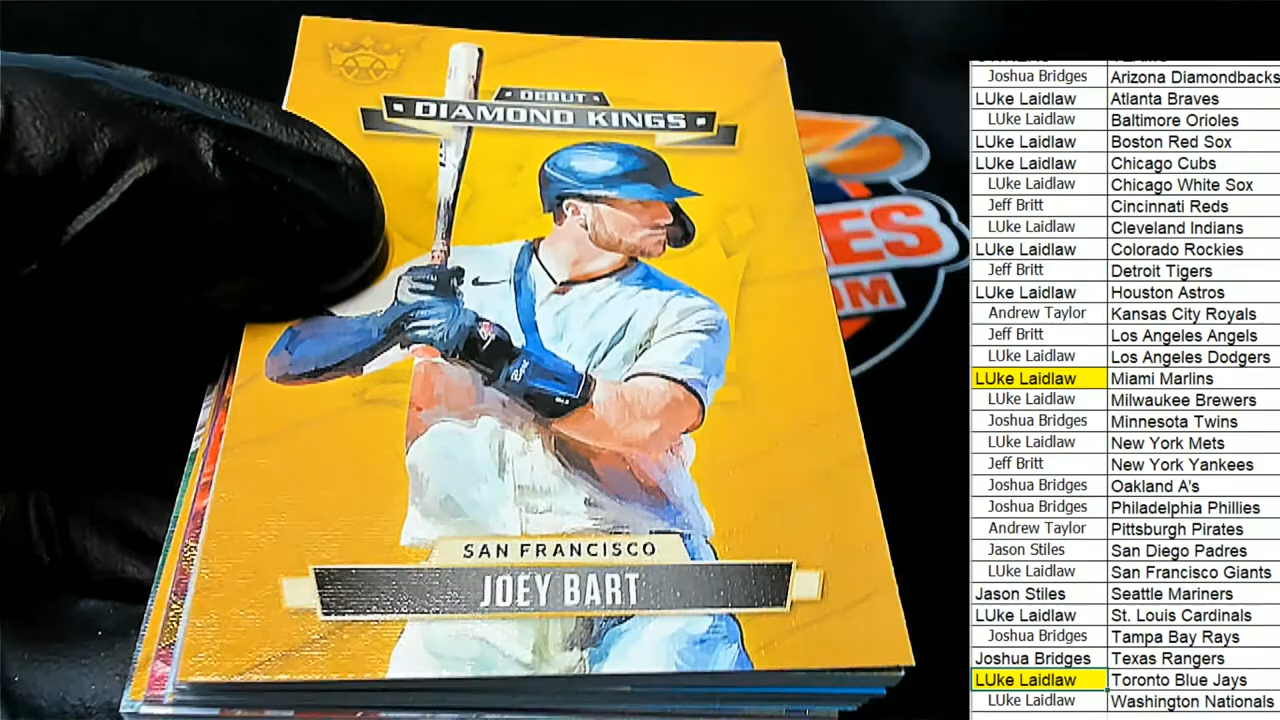 DEBUT
DIAMOND KINGS
SAN FRANCISCO
JOEY BART
ES
OM
Joshua Bridges Arizona Diamondbacks
LUke Laidlaw Atlanta Braves
LUke Laidlaw Baltimore Orioles
LUke Laidlaw Boston Red Sox
LUke Laidlaw Chicago Cubs
LUke Laidlaw Chicago White Sox
Jeff Britt Cincinnati Reds
LUke Laidlaw Cleveland Indians
LUke Laidlaw Colorado Rockies
Jeff Britt Detroit Tigers
LUke Laidlaw Houston Astros
Andrew Taylor Kansas City Royals
Jeff Britt Los Angeles Angels
LUke Laidlaw Los Angeles Dodgers
LUke Laidlaw Miami Marlins
LUke Laidlaw Milwaukee Brewers
Joshua Bridges Minnesota Twins
LUke Laidlaw New York Mets
Jeff Britt New York Yankees
Joshua Bridges Oakland A's
Joshua Bridges Philadelphia Phillies
Andrew Taylor Pittsburgh Pirates
Jason Stiles San Diego Padres
LUke Laidlaw San Francisco Giants
Jason Stiles Seattle Mariners
LUke Laidlaw St. Louis Cardinals
Joshua Bridges Tampa Bay Rays
Joshua Bridges Texas Rangers
LUke Laidlaw Toronto Blue Jays
LUke Laidlaw Washington Nationals